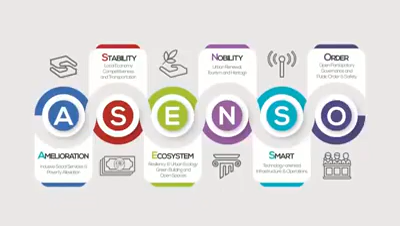 STABILITY
Local Economy
Competitiveness
and Transportation
NOBILITY
Urban Renewal,
Tourism and Heritage
ORDER
Open Participatory
Governance and
Public Order & Safety
A S E N S O
AMELIORATION
Inclusive Social Services &
Poverty Alleviation
ECOSYSTEM
Resiliency & Urban Ecology
Green Building and
Open Spaces
SMART
Technology-oriented
Infrastructure & Operations